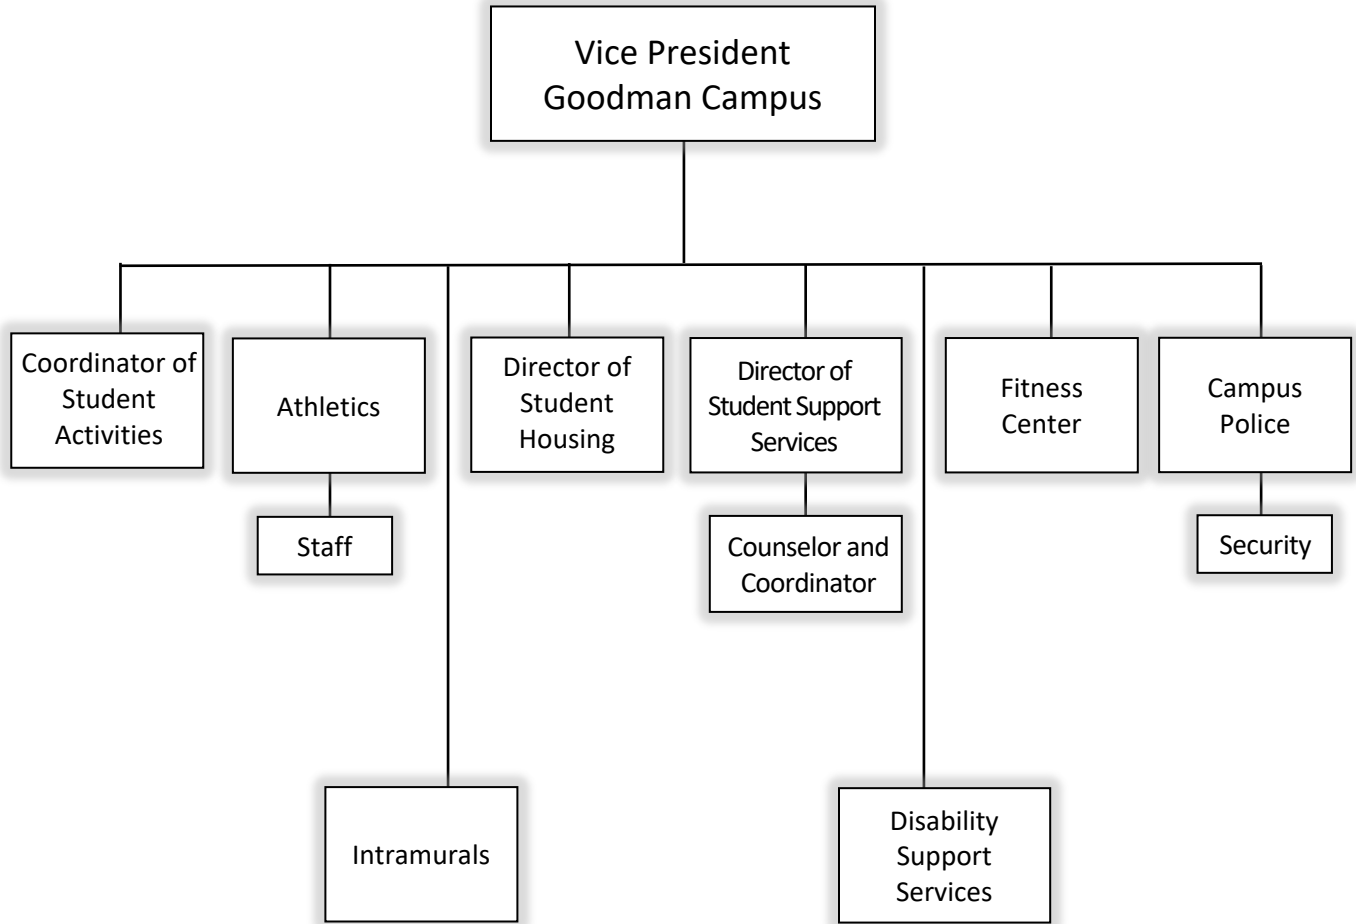 Vice President
Goodman Campus
Coordinator of
Student
Activities
Athletics
Director of
Student
Housing
Director of
Student Support
Services
Fitness
Center
Campus
Police
Staff
Counselor and
Coordinator
Security
Intramurals
Disability
Support
Services